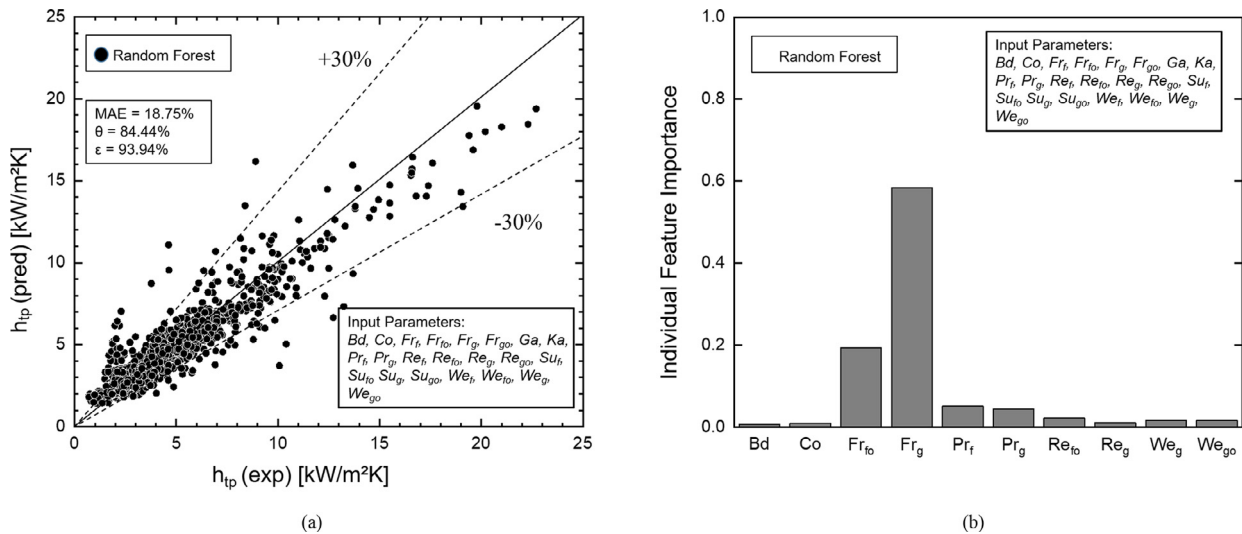 25
20
15
10
5
0
h_tp (pred) [kW/m²K]
Random Forest
MAE = 18.75%
θ = 84.44%
ε = 93.94%
+30%
-30%
Input Parameters:
Bd, Co, Fr_f, Fr_fo, Fr_g, Fr_go, Ga, Ka,
Pr_f, Pr_g, Re_f, Re_fo, Re_g, Re_go, Su_f,
Su_fo Su_g, Su_go, We_f, We_fo, We_g,
We_go
0 5 10 15 20 25
h_tp (exp) [kW/m²K]
(a)
1.0
0.8
0.6
0.4
0.2
0.0
Individual Feature Importance
Random Forest
Input Parameters:
Bd, Co, Fr_f, Fr_fo, Fr_g, Fr_go, Ga, Ka,
Pr_f, Pr_g, Re_f, Re_fo, Re_g, Re_go, Su_f,
Su_fo Su_g, Su_go, We_f, We_fo, We_g,
We_go
Bd Co Fr_fo Fr_g Pr_f Pr_g Re_fo Re_g We_g We_go
(b)